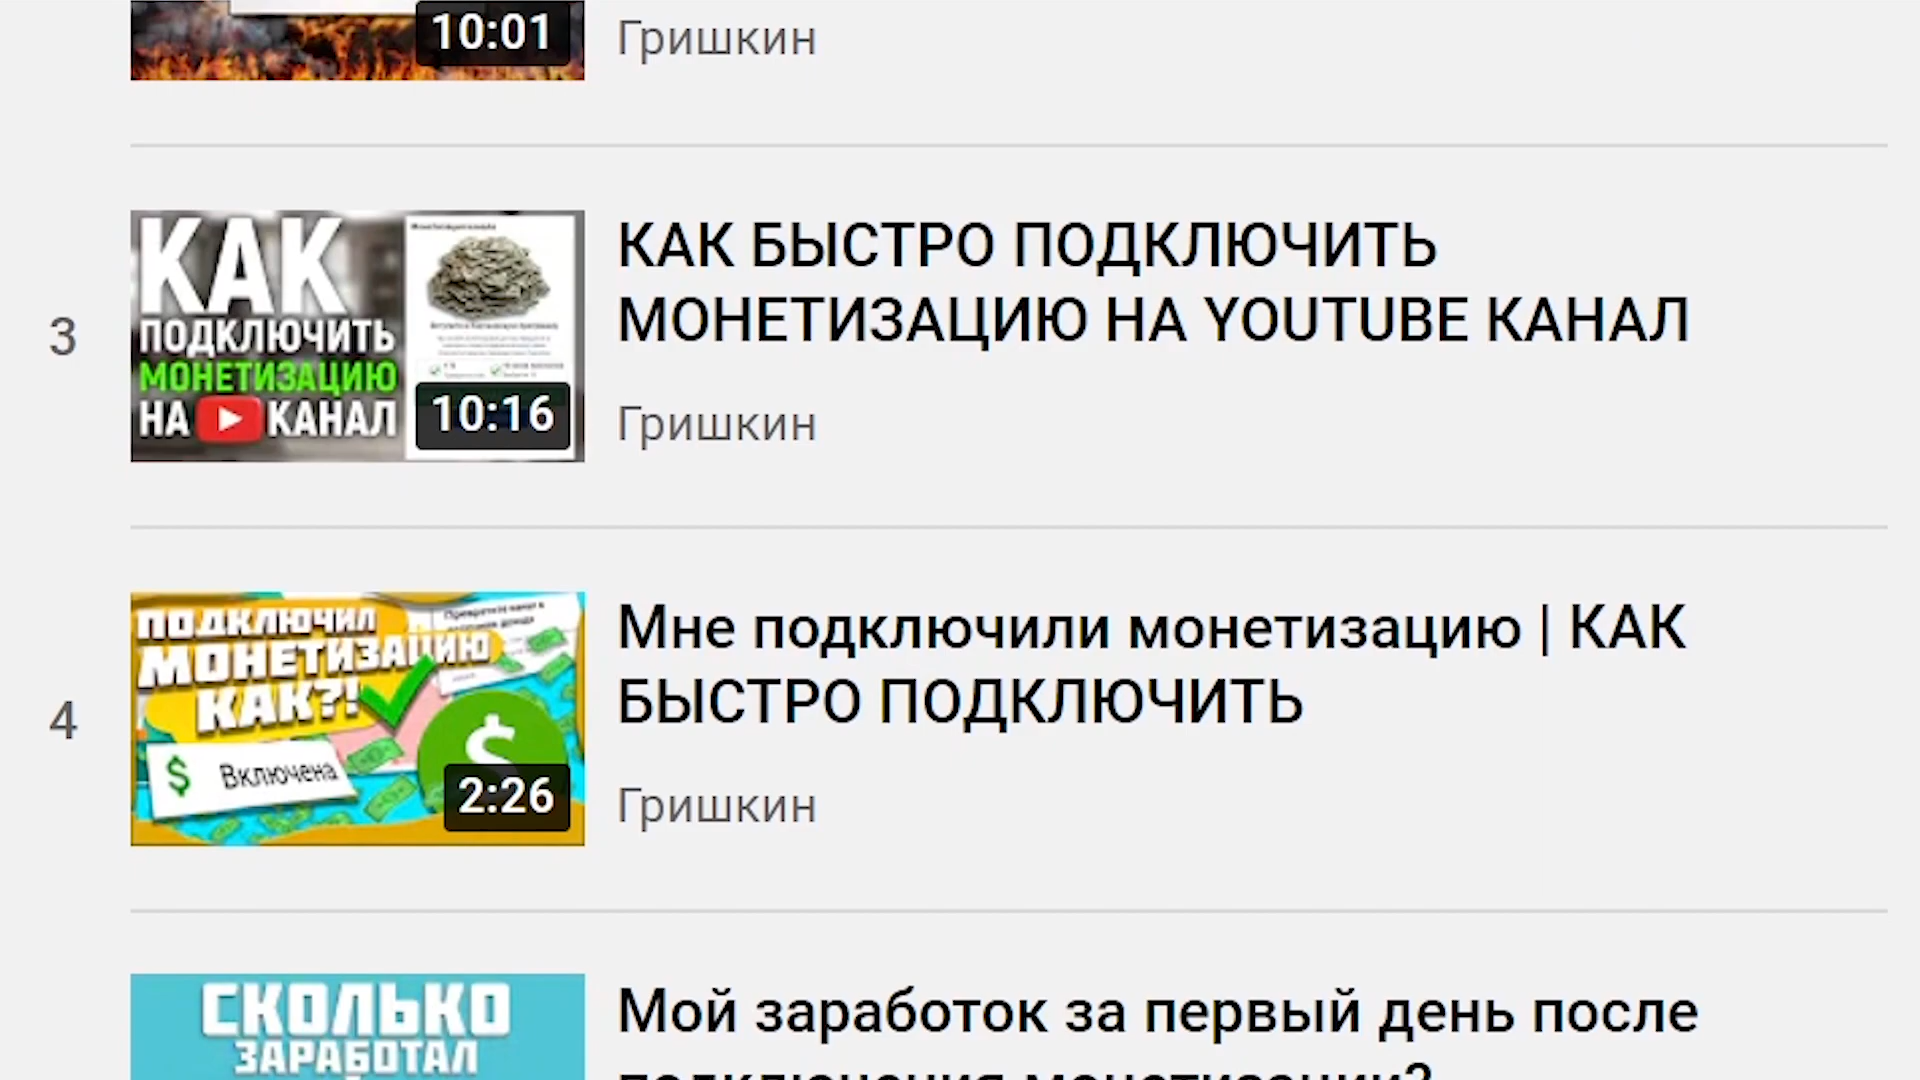 10:01
Гришкин
3
КАК
ПОДКЛЮЧИТЬ
МОНЕТИЗАЦИЮ
НА КАНАЛ
10:16
КАК БЫСТРО ПОДКЛЮЧИТЬ
МОНЕТИЗАЦИЮ НА YOUTUBE КАНАЛ
Гришкин
4
ПОДКЛЮЧИЛ
МОНЕТИЗАЦИЮ
КАК?!
$ Включена
$
2:26
Мне подключили монетизацию | КАК
БЫСТРО ПОДКЛЮЧИТЬ
Гришкин
СКОЛЬКО
ЗАРАБОТАЛ
Мой заработок за первый день после
подключения монетизации?